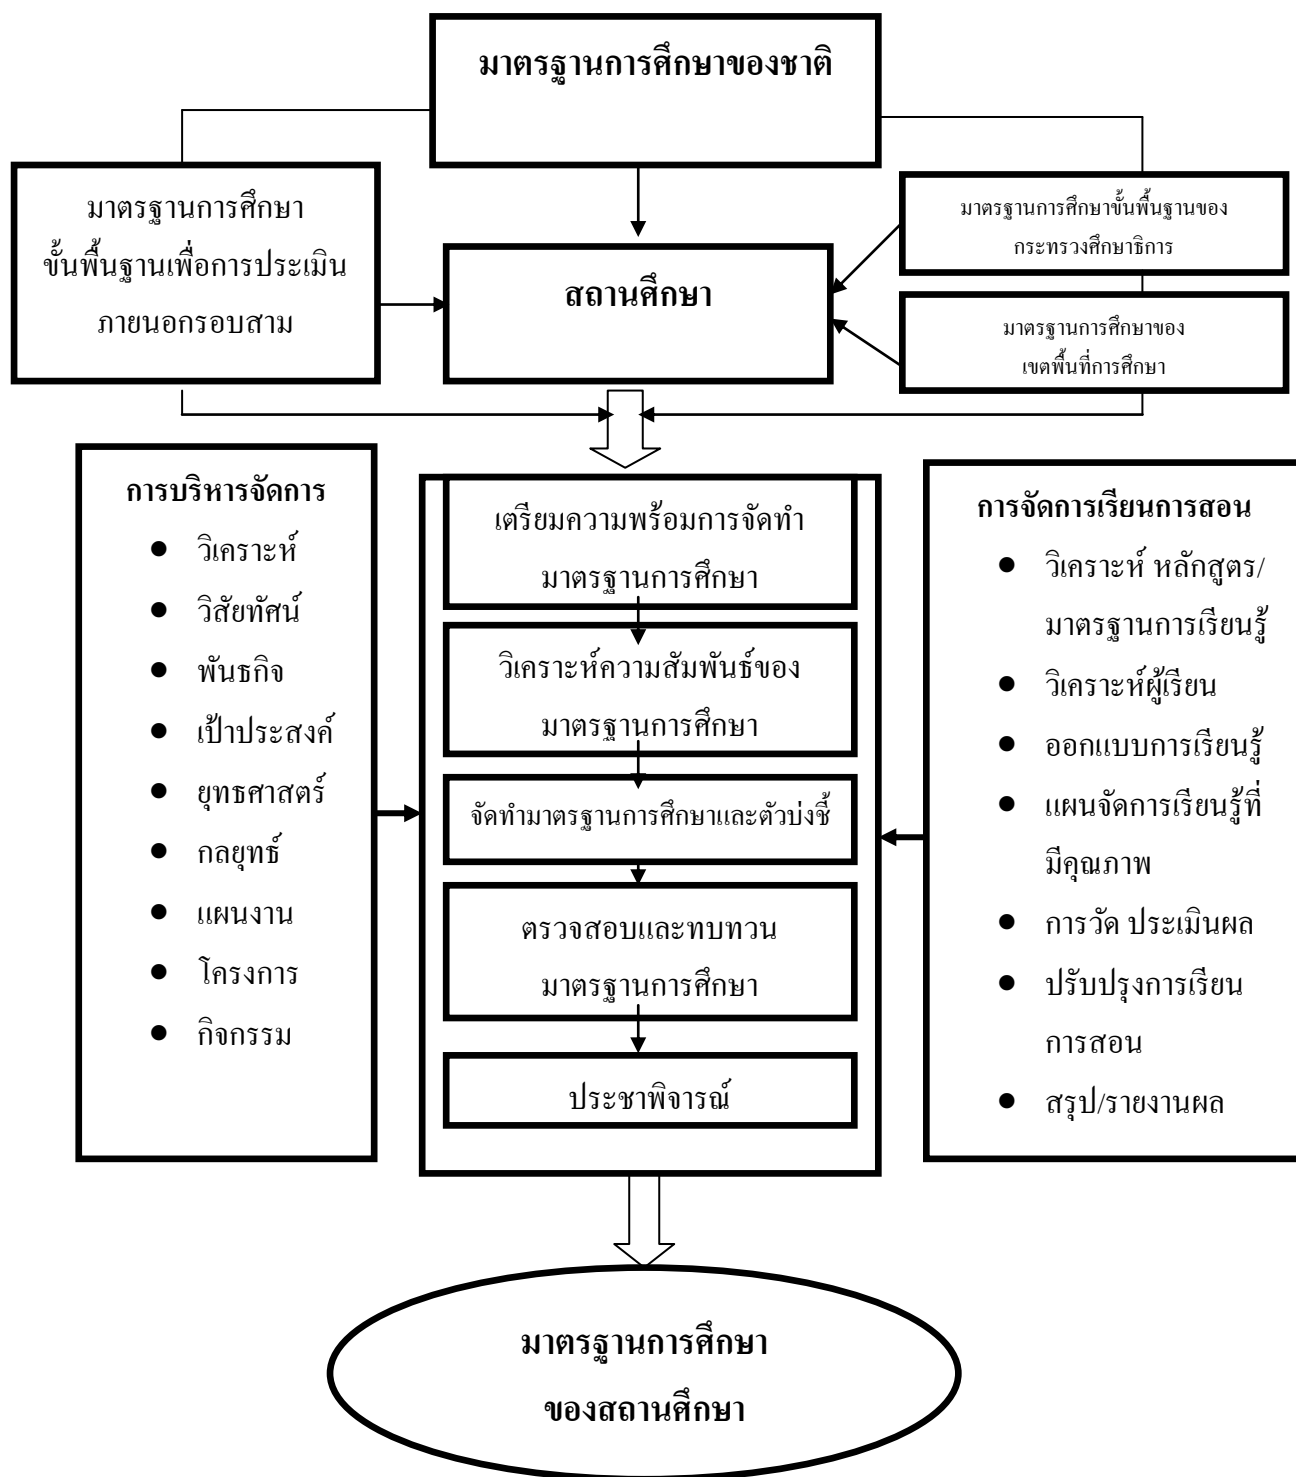 มาตรฐานการศึกษาของชาติ
มาตรฐานการศึกษา
ขั้นพื้นฐานเพื่อการประเมิน
ภายนอกรอบสาม
สถานศึกษา
มาตรฐานการศึกษาขั้นพื้นฐานของ
กระทรวงศึกษาธิการ
มาตรฐานการศึกษาของ
เขตพื้นที่การศึกษา
การบริหารจัดการ
● วิเคราะห์
● วิสัยทัศน์
● พันธกิจ
● เป้าประสงค์
● ยุทธศาสตร์
● กลยุทธ์
● แผนงาน
● โครงการ
● กิจกรรม
เตรียมความพร้อมการจัดทำ
มาตรฐานการศึกษา
วิเคราะห์ความสัมพันธ์ของ
มาตรฐานการศึกษา
จัดทำมาตรฐานการศึกษาและตัวบ่งชี้
ตรวจสอบและทบทวน
มาตรฐานการศึกษา
ประชาพิจารณ์
การจัดการเรียนการสอน
● วิเคราะห์ หลักสูตร/
มาตรฐานการเรียนรู้
● วิเคราะห์ผู้เรียน
● ออกแบบการเรียนรู้
● แผนจัดการเรียนรู้ที่
มีคุณภาพ
● การวัด ประเมินผล
● ปรับปรุงการเรียน
การสอน
● สรุป/รายงานผล
มาตรฐานการศึกษา
ของสถานศึกษา